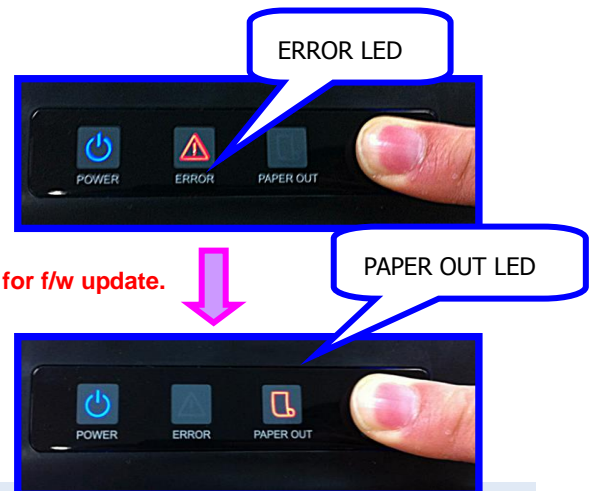 ERROR LED
POWER
ERROR
PAPER OUT
for f/w update.
PAPER OUT LED
POWER
ERROR
PAPER OUT